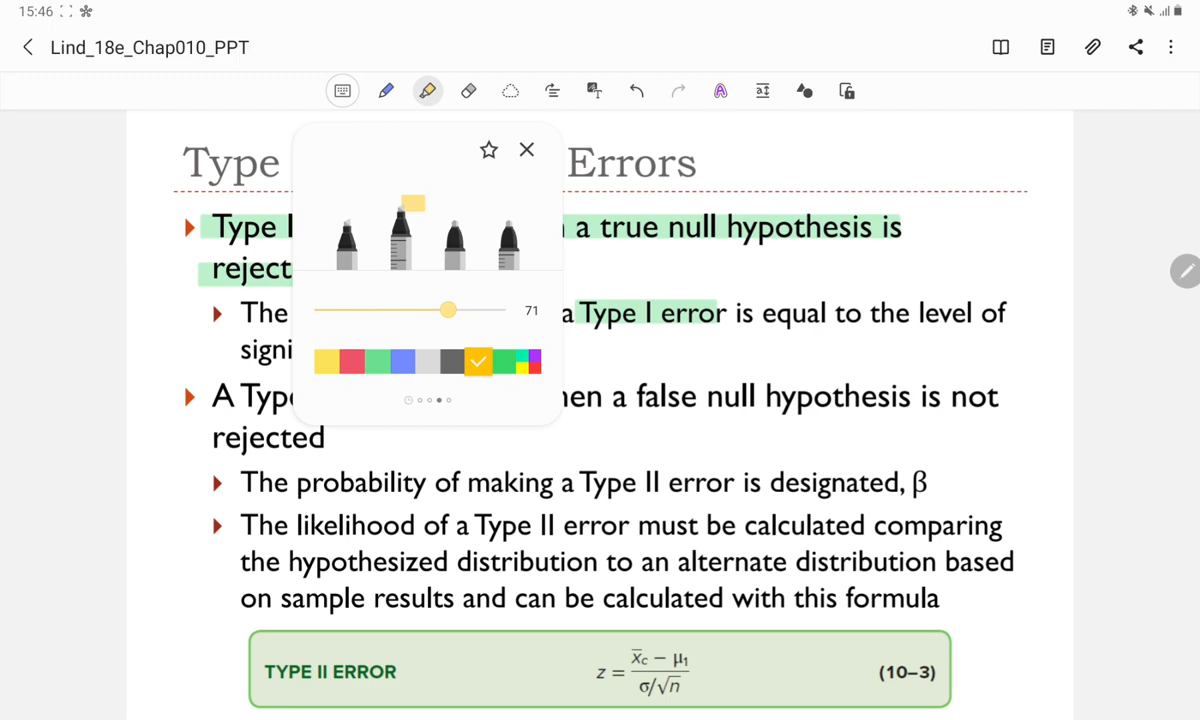 15:46
Lind_18e_Chap010_PPT
Type Errors
Type I a true null hypothesis is
reject
The a Type I error is equal to the level of
signi
A Type hen a false null hypothesis is not
rejected
The probability of making a Type II error is designated, β
The likelihood of a Type II error must be calculated comparing
the hypothesized distribution to an alternate distribution based
on sample results and can be calculated with this formula
TYPE II ERROR z = (x̄c − μ1) / (σ/√n) (10–3)
71